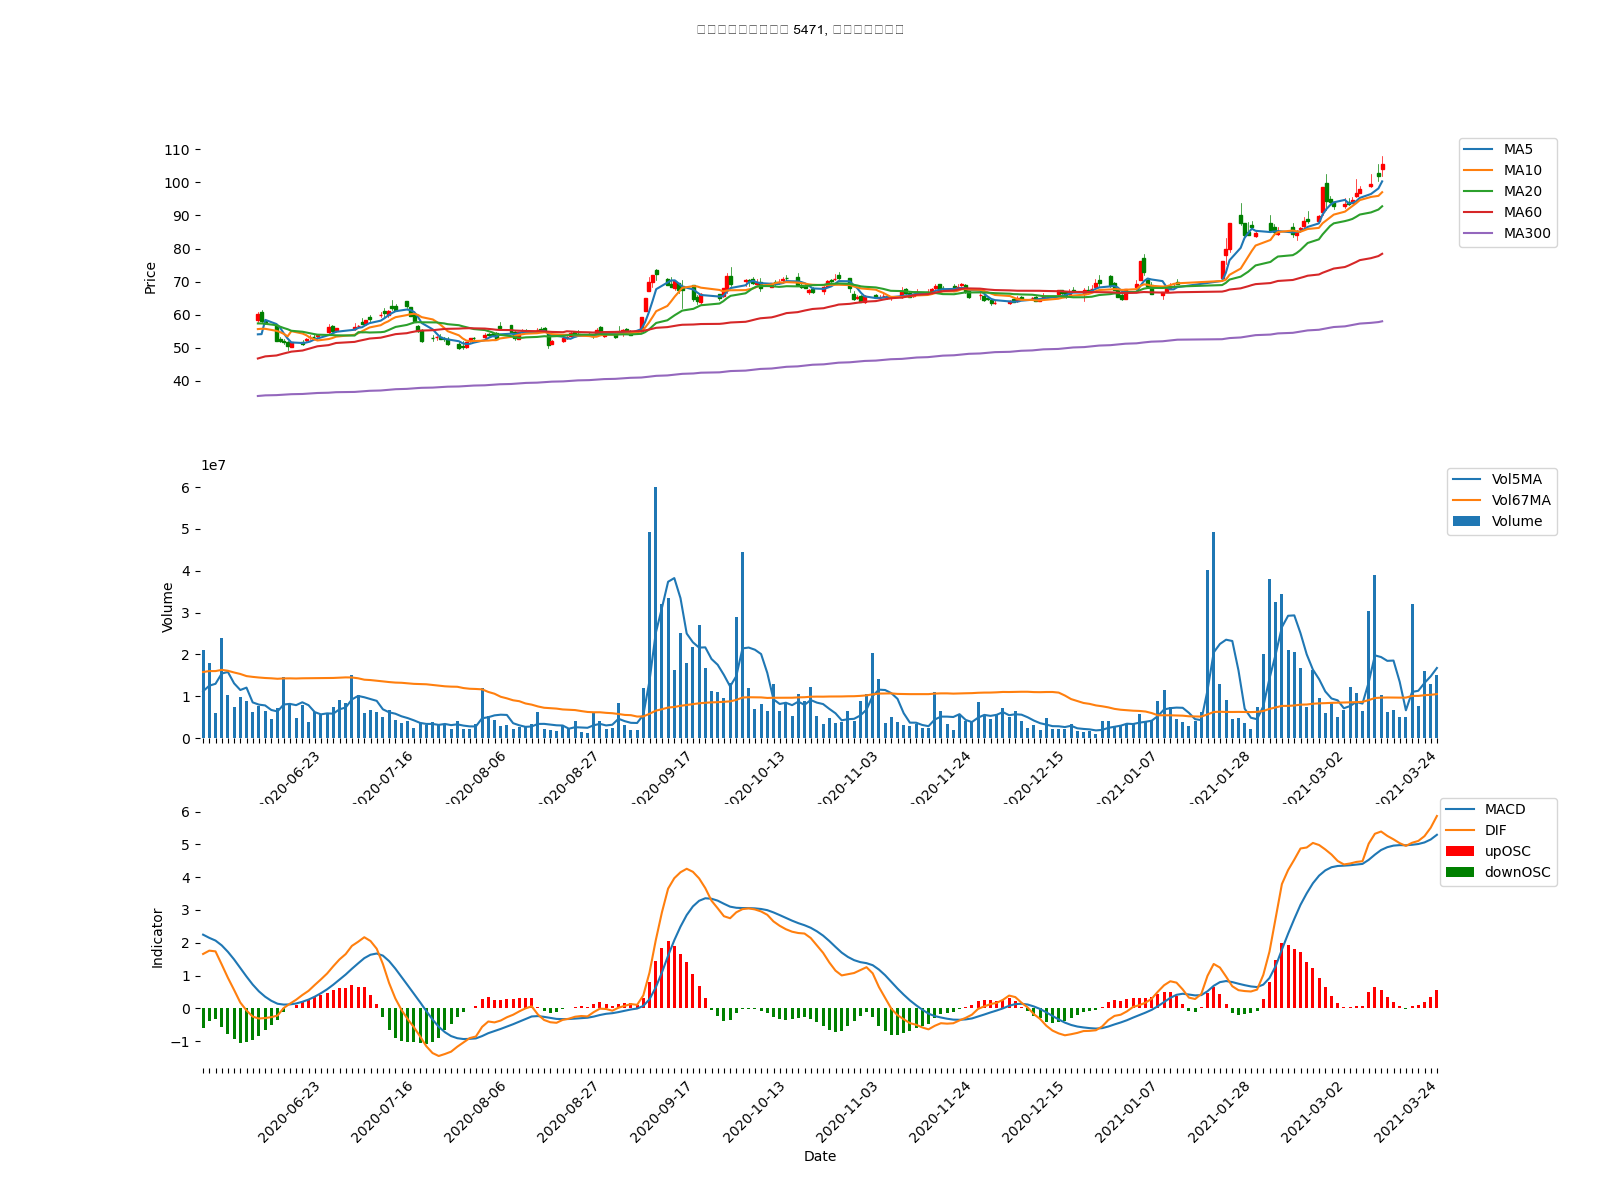 5471,
110
100
90
80
70
60
50
40
Price
MA5
MA10
MA20
MA60
MA300
1e7
6
5
4
3
2
1
0
Volume
Vol5MA
Vol67MA
Volume
2020-06-23
2020-07-16
2020-08-06
2020-08-27
2020-09-17
2020-10-13
2020-11-03
2020-11-24
2020-12-15
2021-01-07
2021-01-28
2021-03-02
2021-03-24
6
5
4
3
2
1
0
−1
Indicator
MACD
DIF
upOSC
downOSC
2020-06-23
2020-07-16
2020-08-06
2020-08-27
2020-09-17
2020-10-13
2020-11-03
2020-11-24
2020-12-15
2021-01-07
2021-01-28
2021-03-02
2021-03-24
Date